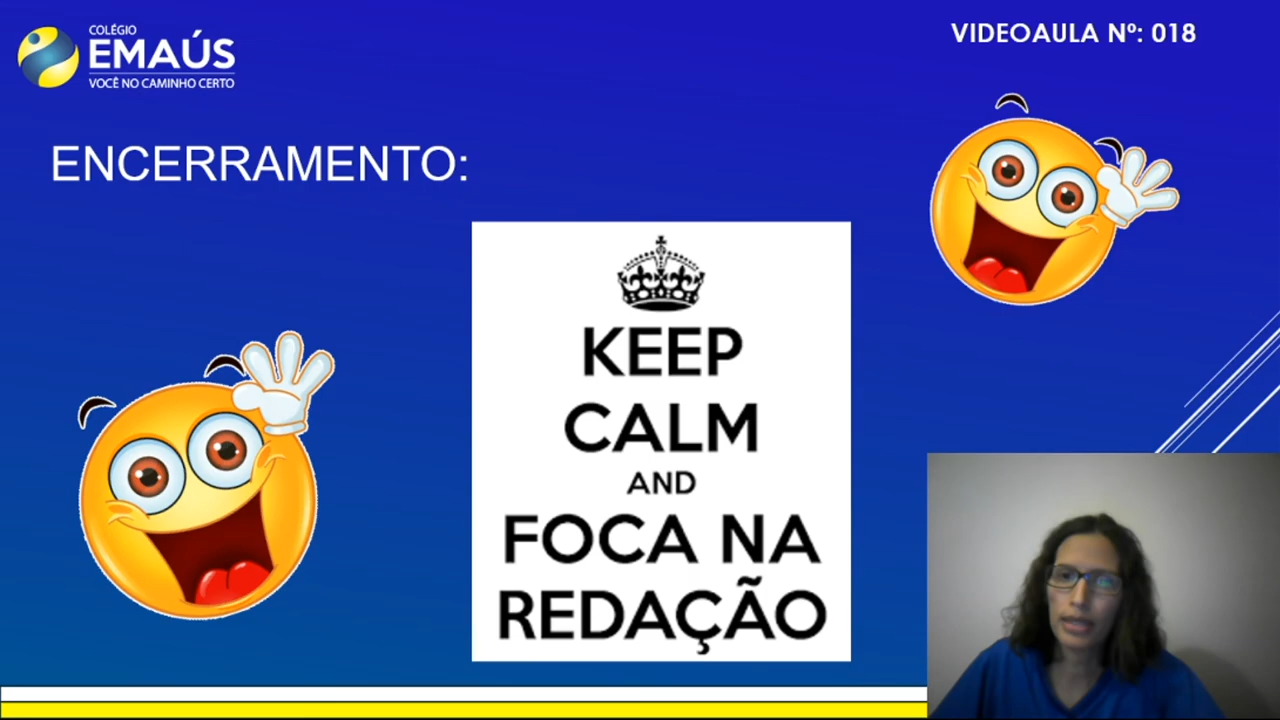 COLÉGIO
EMAÚS
VOCÊ NO CAMINHO CERTO
VIDEOAULA Nº: 018
ENCERRAMENTO:
KEEP
CALM
AND
FOCA NA
REDAÇÃO